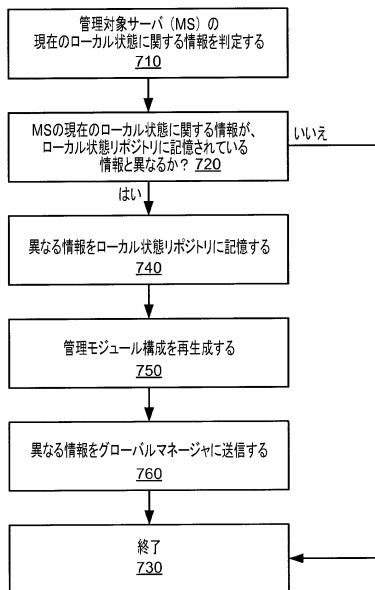 管理対象サーバ（MS）の
現在のローカル状態に関する情報を判定する
710
MSの現在のローカル状態に関する情報が、
ローカル状態リポジトリに記憶されている
情報と異なるか？ 720
いいえ
はい
異なる情報をローカル状態リポジトリに記憶する
740
管理モジュール構成を再生成する
750
異なる情報をグローバルマネージャに送信する
760
終了
730